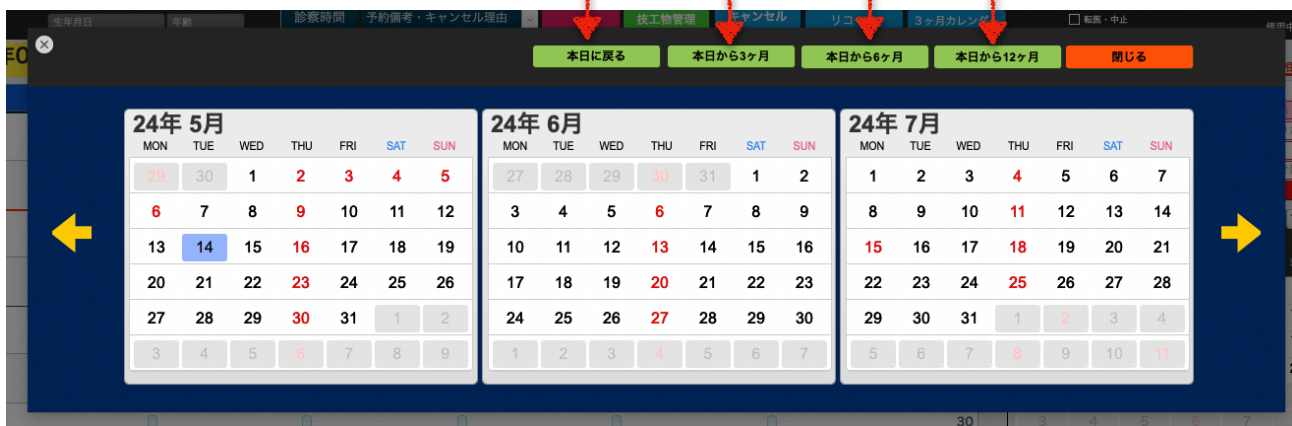 生年月日 年齢 診察時間 予約備考・キャンセル理由 技工物管理 キャンセル リコ 3ヶ月カレンダ 転医・中止
本日に戻る 本日から3ヶ月 本日から6ヶ月 本日から12ヶ月 閉じる
24年 5月
MON TUE WED THU FRI SAT SUN
29 30 1 2 3 4 5
6 7 8 9 10 11 12
13 14 15 16 17 18 19
20 21 22 23 24 25 26
27 28 29 30 31 1 2
3 4 5 6 7 8 9
24年 6月
MON TUE WED THU FRI SAT SUN
27 28 29 30 31 1 2
3 4 5 6 7 8 9
10 11 12 13 14 15 16
17 18 19 20 21 22 23
24 25 26 27 28 29 30
1 2 3 4 5 6 7
24年 7月
MON TUE WED THU FRI SAT SUN
1 2 3 4 5 6 7
8 9 10 11 12 13 14
15 16 17 18 19 20 21
22 23 24 25 26 27 28
29 30 31 1 2 3 4
5 6 7 8 9 10 11
30 3 4 5 6 7